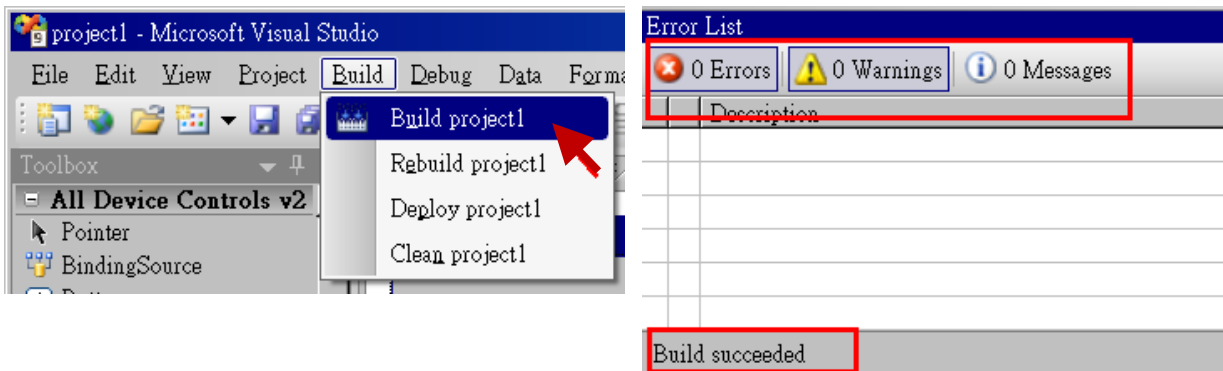 project1 - Microsoft Visual Studio
File Edit View Project Build Debug Data Forma
Build project1
Toolbox
Rebuild project1
All Device Controls v2
Deploy project1
Pointer
Clean project1
BindingSource
Error List
0 Errors 0 Warnings 0 Messages
Description
Build succeeded